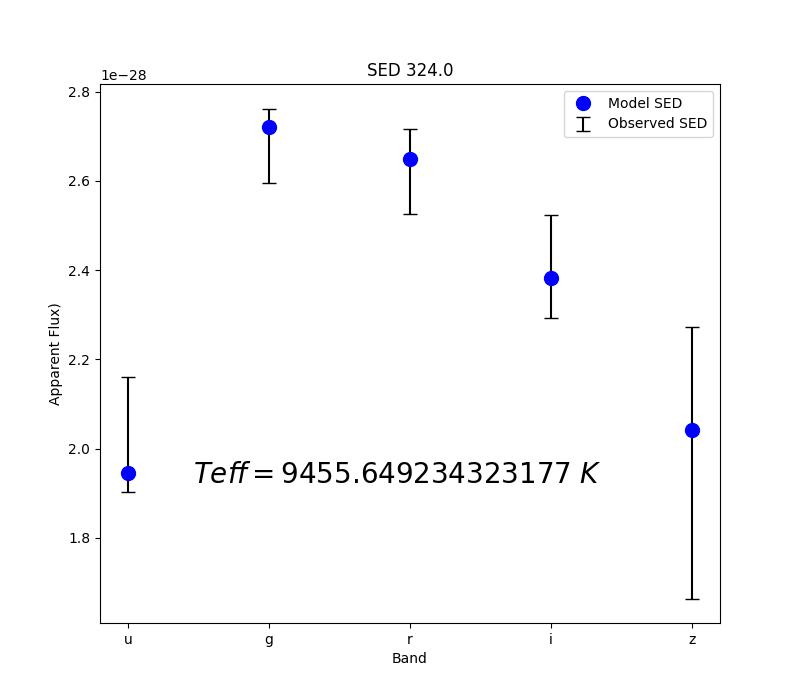 SED 324.0
1e−28
Model SED
Observed SED
2.8
2.6
2.4
2.2
2.0
1.8
Apparent Flux)
Teff = 9455.649234323177 K
u g r i z
Band